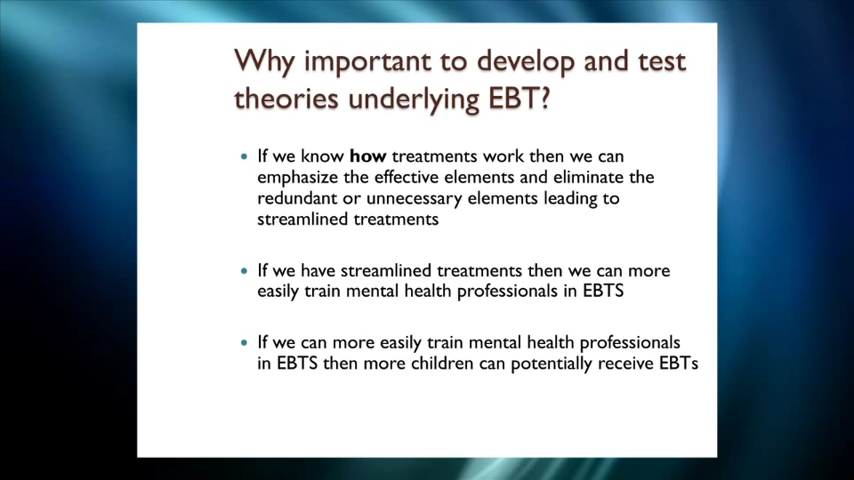 Why important to develop and test
theories underlying EBT?
• If we know how treatments work then we can
emphasize the effective elements and eliminate the
redundant or unnecessary elements leading to
streamlined treatments
• If we have streamlined treatments then we can more
easily train mental health professionals in EBTS
• If we can more easily train mental health professionals
in EBTS then more children can potentially receive EBTs